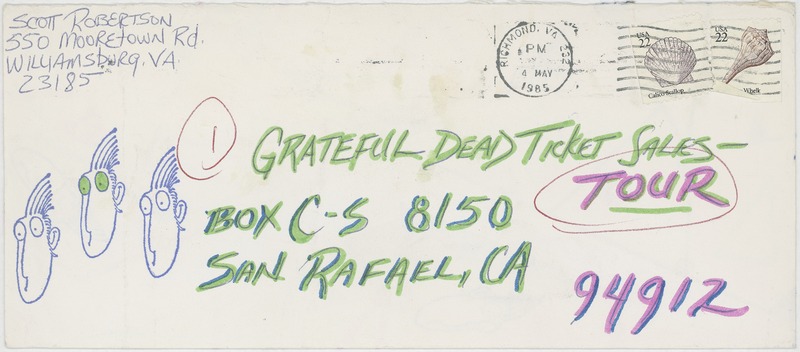 Scott Robertson
550 Mooretown Rd.
Williamsburg, VA
23185
RICHMOND, VA 232
PM
4 MAY
1985
USA
22
Calico Scallop
USA
22
Whelk
1
GRATEFUL DEAD TICKET SALES-
TOUR
BOX C-S 8150
SAN RAFAEL, CA
94912